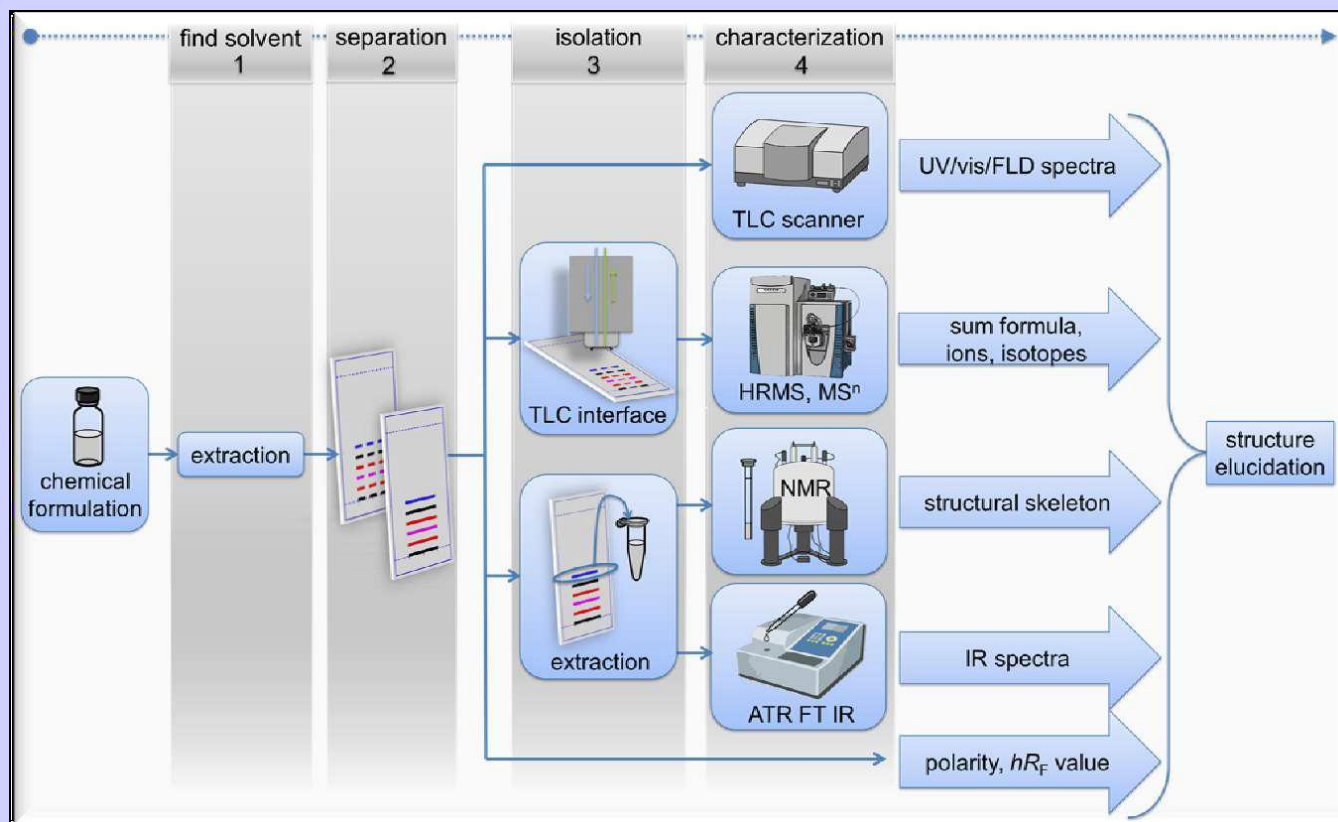 find solvent
1
separation
2
isolation
3
characterization
4
TLC scanner
UV/vis/FLD spectra
TLC interface
HRMS, MSⁿ
sum formula,
ions, isotopes
chemical
formulation
extraction
extraction
NMR
structural skeleton
ATR FT IR
IR spectra
polarity, hRF value
structure
elucidation